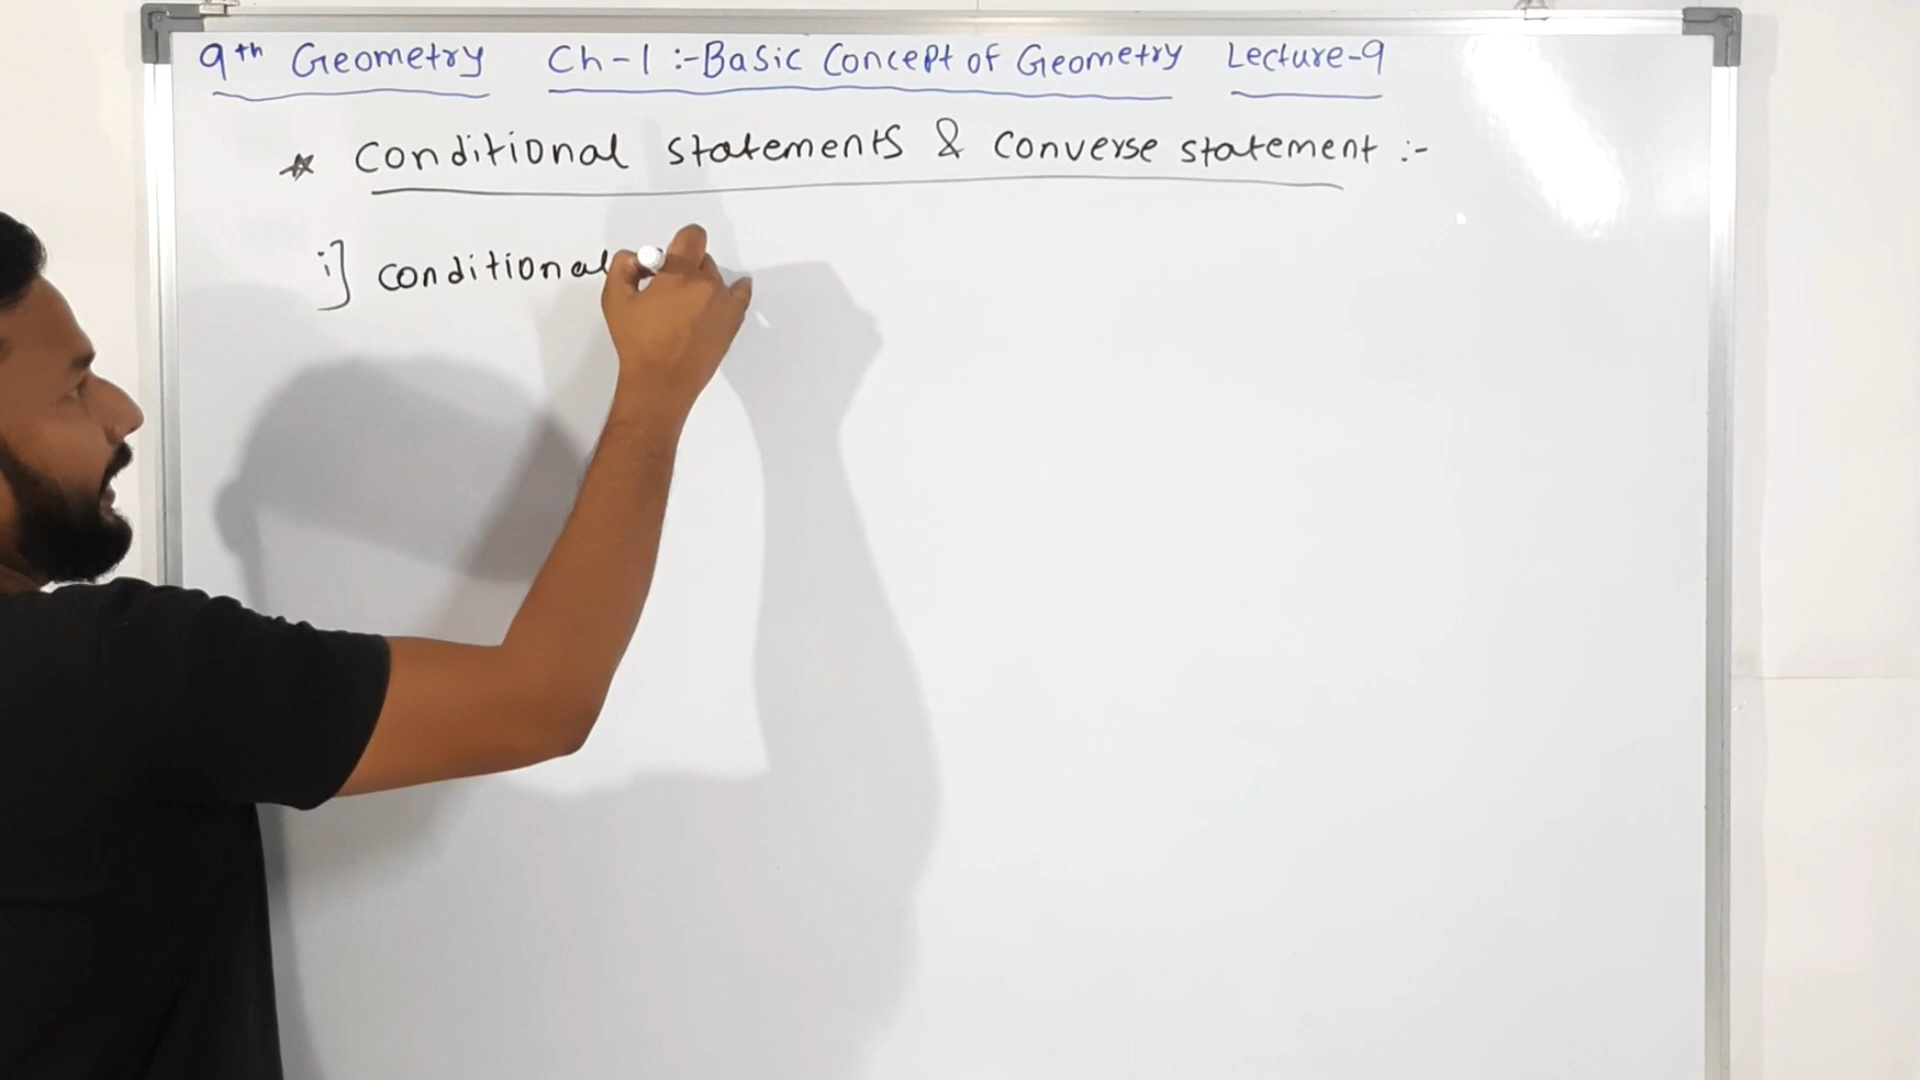 9th Geometry Ch-1:-Basic Concept of Geometry Lecture-9
* Conditional statements & Converse statement :-
i] conditional